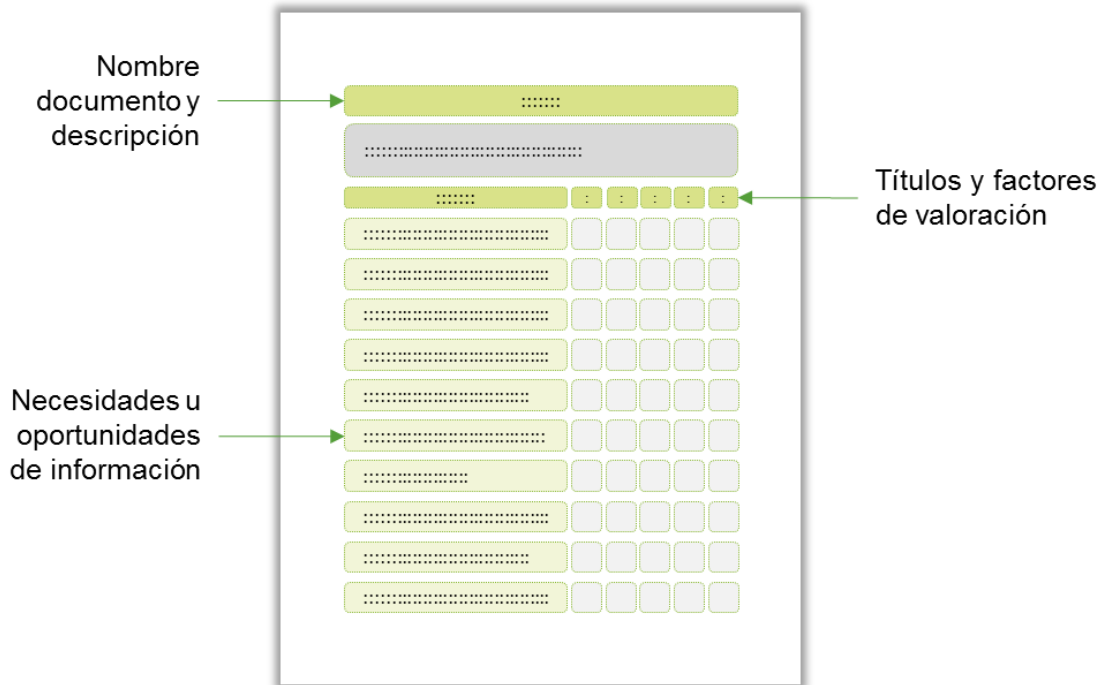 Nombre
documento y
descripción
Títulos y factores
de valoración
Necesidades u
oportunidades
de información